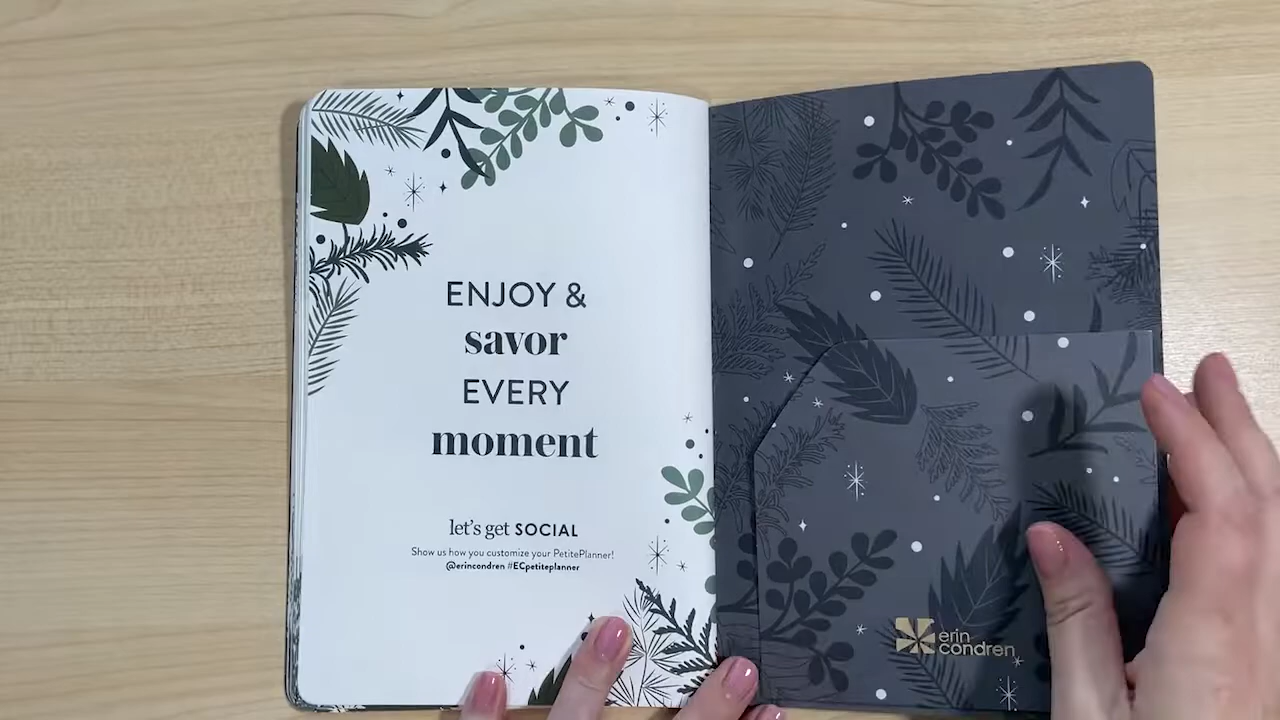 ENJOY &
savor
EVERY
moment
let's get SOCIAL
Show us how you customize your PetitePlanner!
@erincondren #ECpetiteplanner
erin
condren